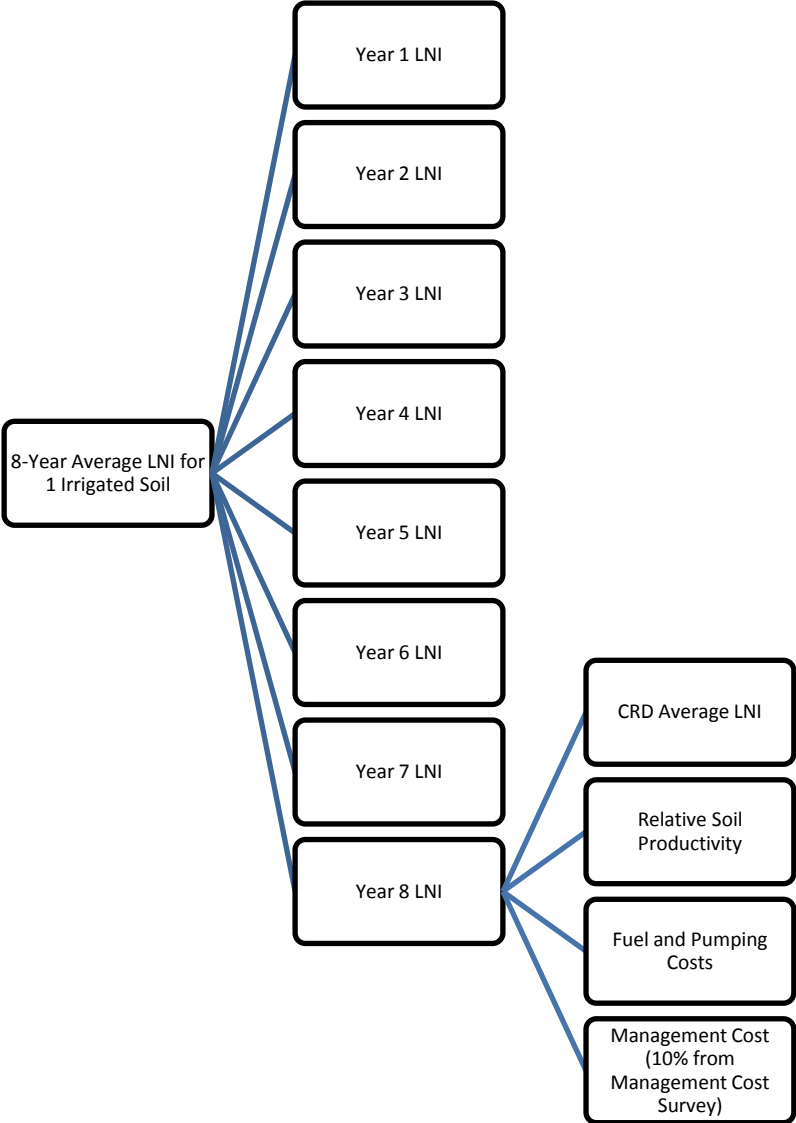 Year 1 LNI
Year 2 LNI
Year 3 LNI
Year 4 LNI
8-Year Average LNI for
1 Irrigated Soil
Year 5 LNI
Year 6 LNI
Year 7 LNI
Year 8 LNI
CRD Average LNI
Relative Soil
Productivity
Fuel and Pumping
Costs
Management Cost
(10% from
Management Cost
Survey)